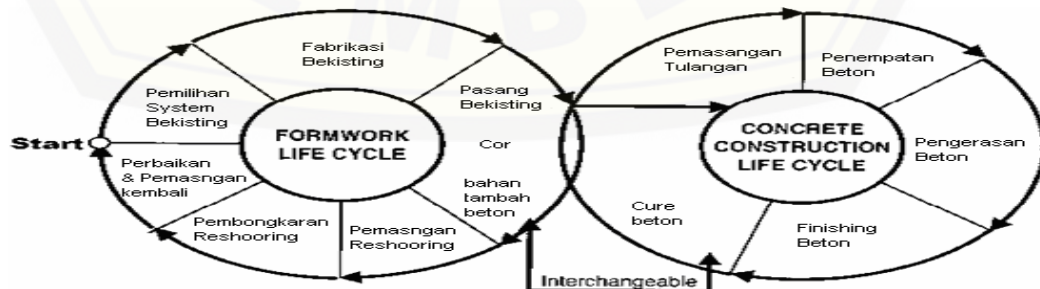 Fabrikasi
Bekisting
Pemasangan
Tulangan
Penempatan
Beton
Pemilihan
System
Bekisting
Pasang
Bekisting
Start
FORMWORK
LIFE CYCLE
Cor
CONCRETE
CONSTRUCTION
LIFE CYCLE
Pengerasan
Beton
Perbaikan
& Pemasngan
kembali
bahan
tambah
beton
Pembongkaran
Reshooring
Pemasngan
Reshooring
Cure
beton
Finishing
Beton
Interchangeable